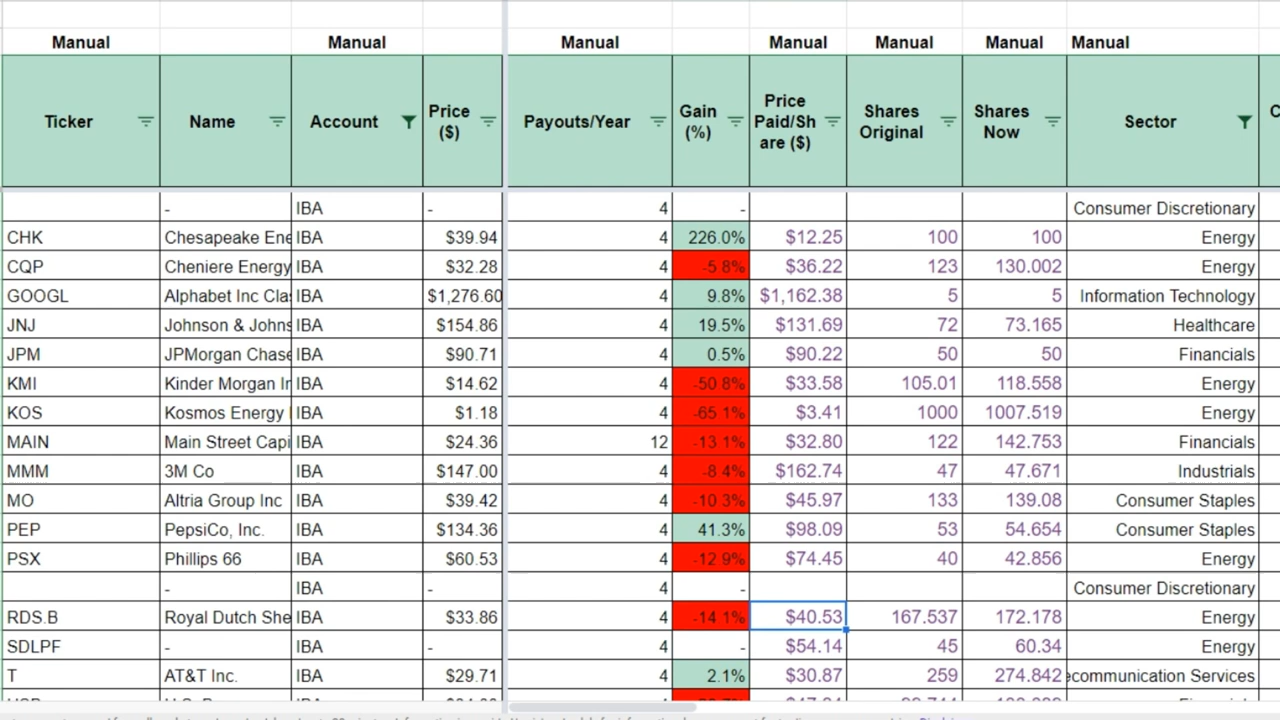 Manual Manual Manual Manual Manual Manual Manual
Ticker Name Account Price ($) Payouts/Year Gain (%) Price Paid/Share ($) Shares Original Shares Now Sector
- IBA - 4 - Consumer Discretionary
CHK Chesapeake Ene IBA $39.94 4 226.0% $12.25 100 100 Energy
CQP Cheniere Energy IBA $32.28 4 -5.8% $36.22 123 130.002 Energy
GOOGL Alphabet Inc Cla IBA $1,276.60 4 9.8% $1,162.38 5 5 Information Technology
JNJ Johnson & Johns IBA $154.86 4 19.5% $131.69 72 73.165 Healthcare
JPM JPMorgan Chase IBA $90.71 4 0.5% $90.22 50 50 Financials
KMI Kinder Morgan In IBA $14.62 4 -50.8% $33.58 105.01 118.558 Energy
KOS Kosmos Energy IBA $1.18 4 -65.1% $3.41 1000 1007.519 Energy
MAIN Main Street Capi IBA $24.36 12 -13.1% $32.80 122 142.753 Financials
MMM 3M Co IBA $147.00 4 -8.4% $162.74 47 47.671 Industrials
MO Altria Group Inc IBA $39.42 4 -10.3% $45.97 133 139.08 Consumer Staples
PEP PepsiCo, Inc. IBA $134.36 4 41.3% $98.09 53 54.654 Consumer Staples
PSX Phillips 66 IBA $60.53 4 -12.9% $74.45 40 42.856 Energy
- IBA - 4 - Consumer Discretionary
RDS.B Royal Dutch She IBA $33.86 4 -14.1% $40.53 167.537 172.178 Energy
SDLPF - IBA - 4 - $54.14 45 60.34 Energy
T AT&T Inc. IBA $29.71 4 2.1% $30.87 259 274.842 ecommunication Services